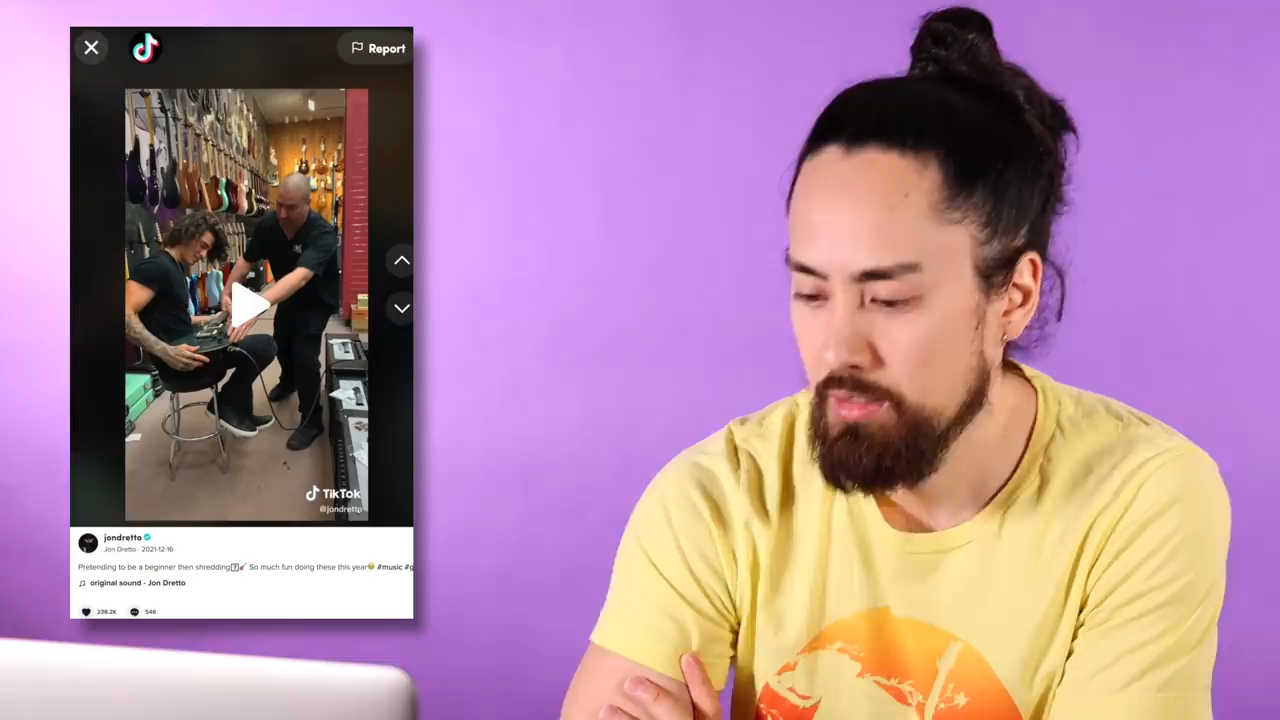 Report
TikTok
@jondretto
jondretto
Jon Dretto · 2021-12-16
Pretending to be a beginner then shredding So much fun doing these this year #music #g
original sound - Jon Dretto
238.2K 546